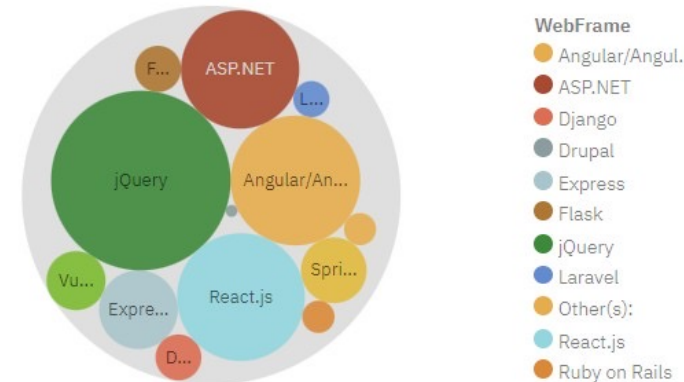 F...
ASP.NET
L...
jQuery
Angular/An...
Spri...
Vu...
Expre...
React.js
D...
WebFrame
Angular/Angul.
ASP.NET
Django
Drupal
Express
Flask
jQuery
Laravel
Other(s):
React.js
Ruby on Rails